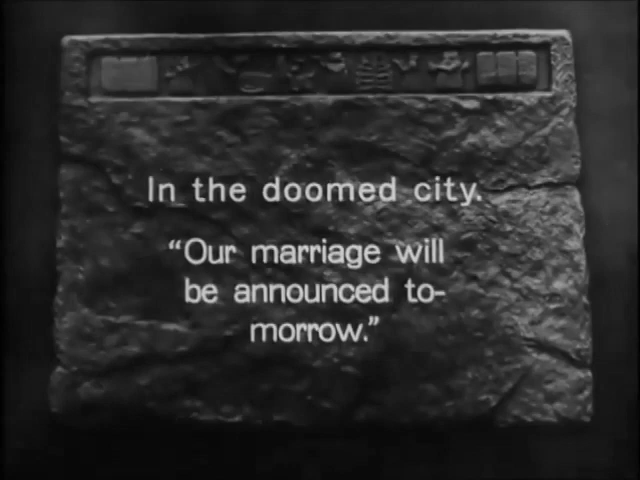 In the doomed city.
“Our marriage will
be announced to-
morrow.”